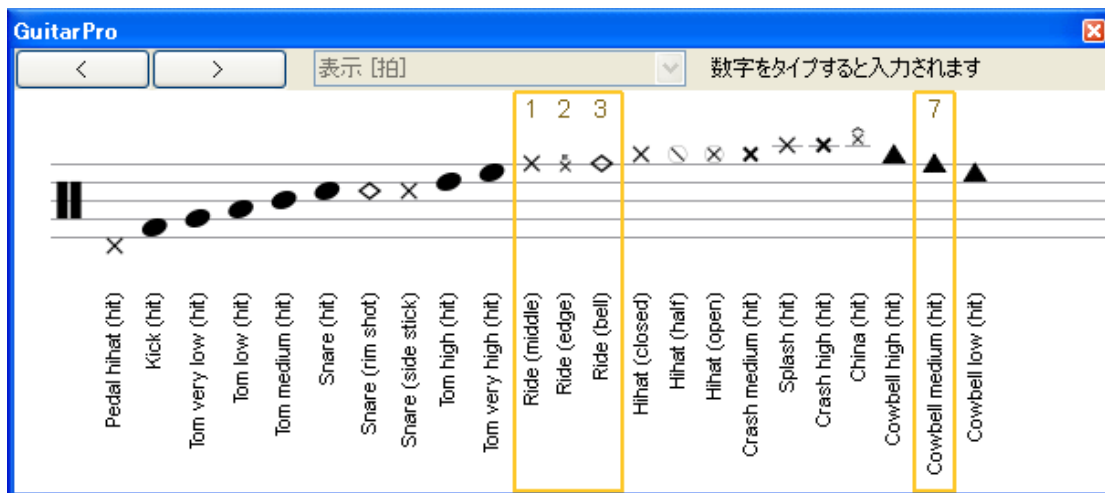 GuitarPro
< > 表示 [拍] 数字をタイプすると入力されます
1 2 3 7
Pedal hihat (hit)
Kick (hit)
Tom very low (hit)
Tom low (hit)
Tom medium (hit)
Snare (hit)
Snare (rim shot)
Snare (side stick)
Tom high (hit)
Tom very high (hit)
Ride (middle)
Ride (edge)
Ride (bell)
Hihat (closed)
Hihat (half)
Hihat (open)
Crash medium (hit)
Splash (hit)
Crash high (hit)
China (hit)
Cowbell high (hit)
Cowbell medium (hit)
Cowbell low (hit)